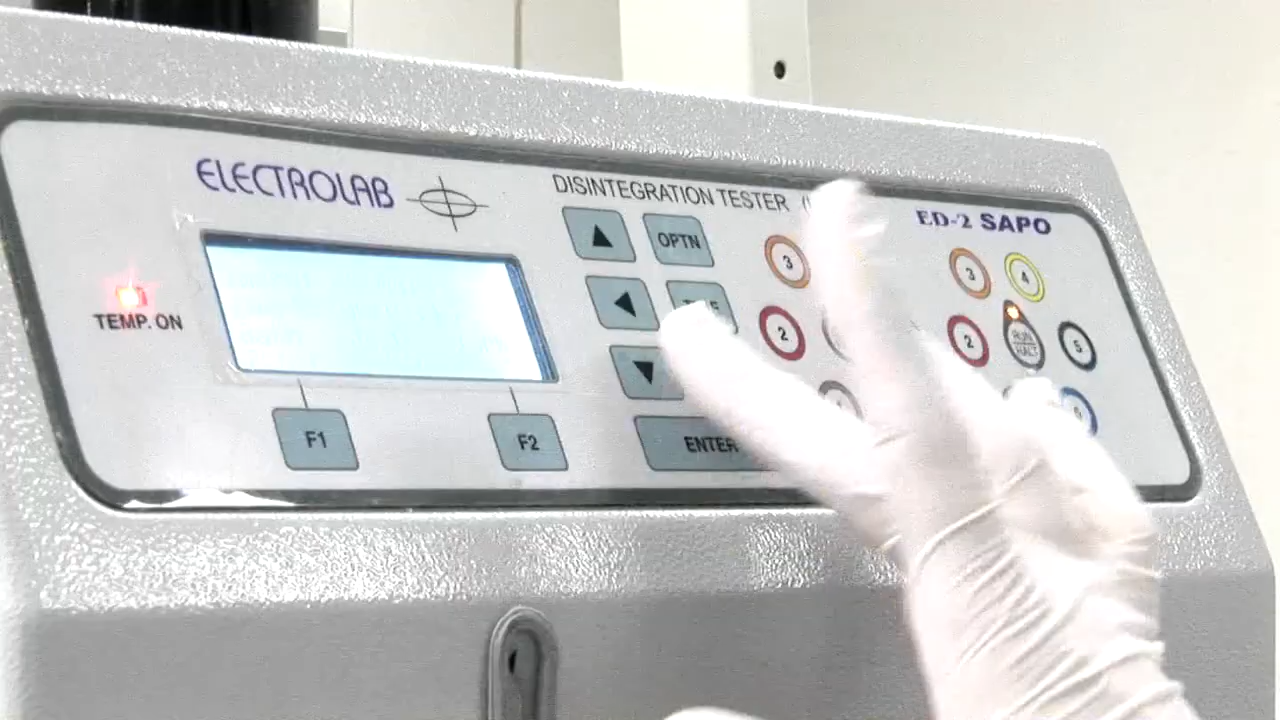 ELECTROLAB
DISINTEGRATION TESTER
ED-2 SAPO
OPTN
TEMP. ON
F1
F2
ENTER
3
2
3
4
2
RUN
HALT
5